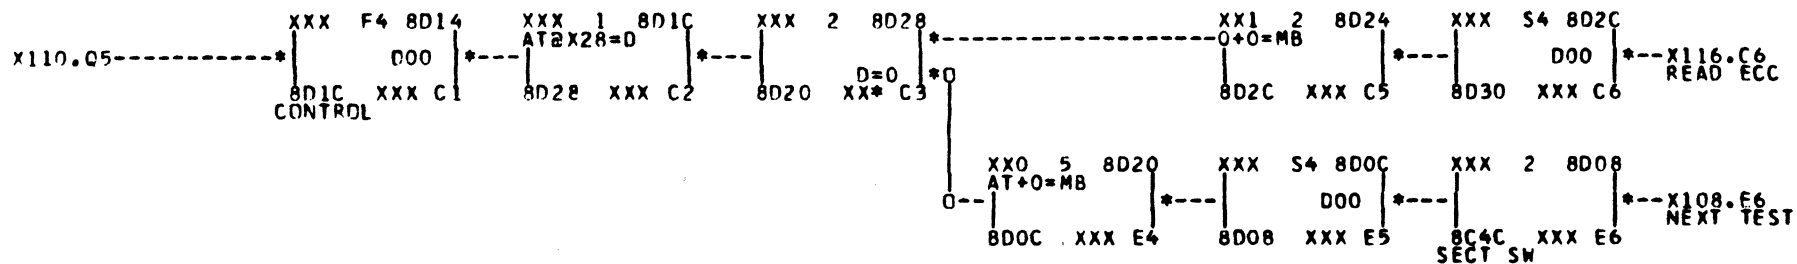 XXX F4 8D14 XXX 1 8D1C XXX 2 8D28 XX1 2 8D24 XXX S4 8D2C
AT@X28=D *---------------------------0+0=MB
X110.Q5------------* D00 *--- *--- *--- D00 *--X116.C6
D=0 *0 READ ECC
8D1C XXX C1 8D28 XXX C2 8D20 XX* C3 8D2C XXX C5 8D30 XXX C6
CONTROL
XX0 5 8D20 XXX S4 8D0C XXX 2 8D08
AT+0=MB
0-- *--- D00 *--- *--X108.E6
NEXT TEST
8D0C XXX E4 8D08 XXX E5 8C4C XXX E6
SECT SW